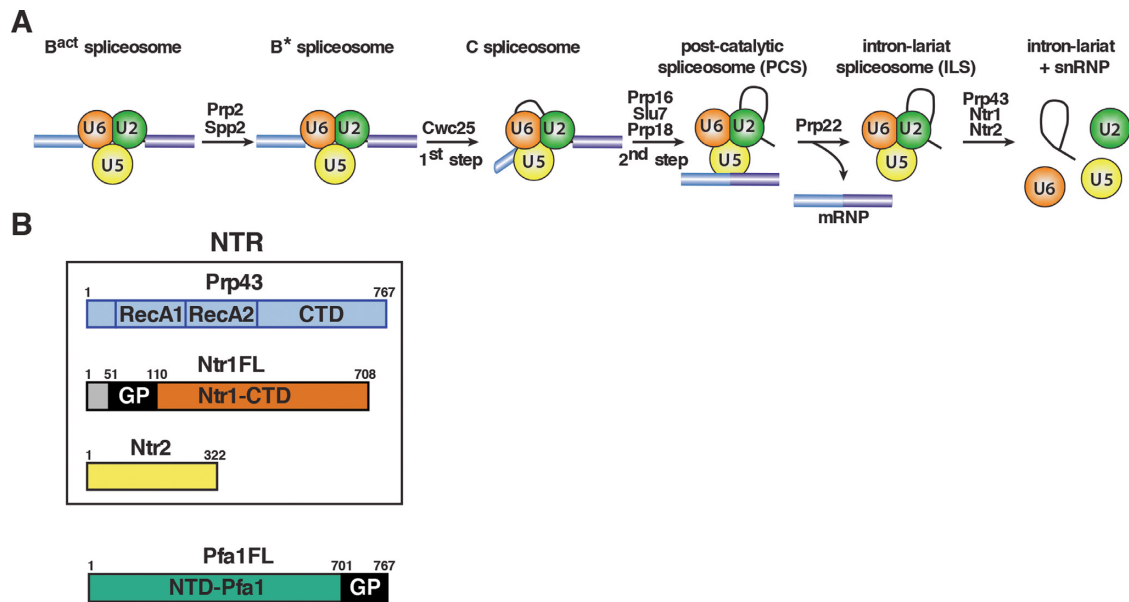 A
B^act spliceosome
B* spliceosome
C spliceosome
post-catalytic
spliceosome (PCS)
intron-lariat
spliceosome (ILS)
intron-lariat
+ snRNP
U6 U2
U5
Prp2
Spp2
U6 U2
U5
Cwc25
1st step
U6 U2
U5
Prp16
Slu7
Prp18
2nd step
U6 U2
U5
Prp22
mRNP
U6 U2
U5
Prp43
Ntr1
Ntr2
U2
U6
U5
B
NTR
Prp43
1 767
RecA1 RecA2 CTD
Ntr1FL
1 51 110 708
GP Ntr1-CTD
Ntr2
1 322
Pfa1FL
1 701 767
NTD-Pfa1 GP